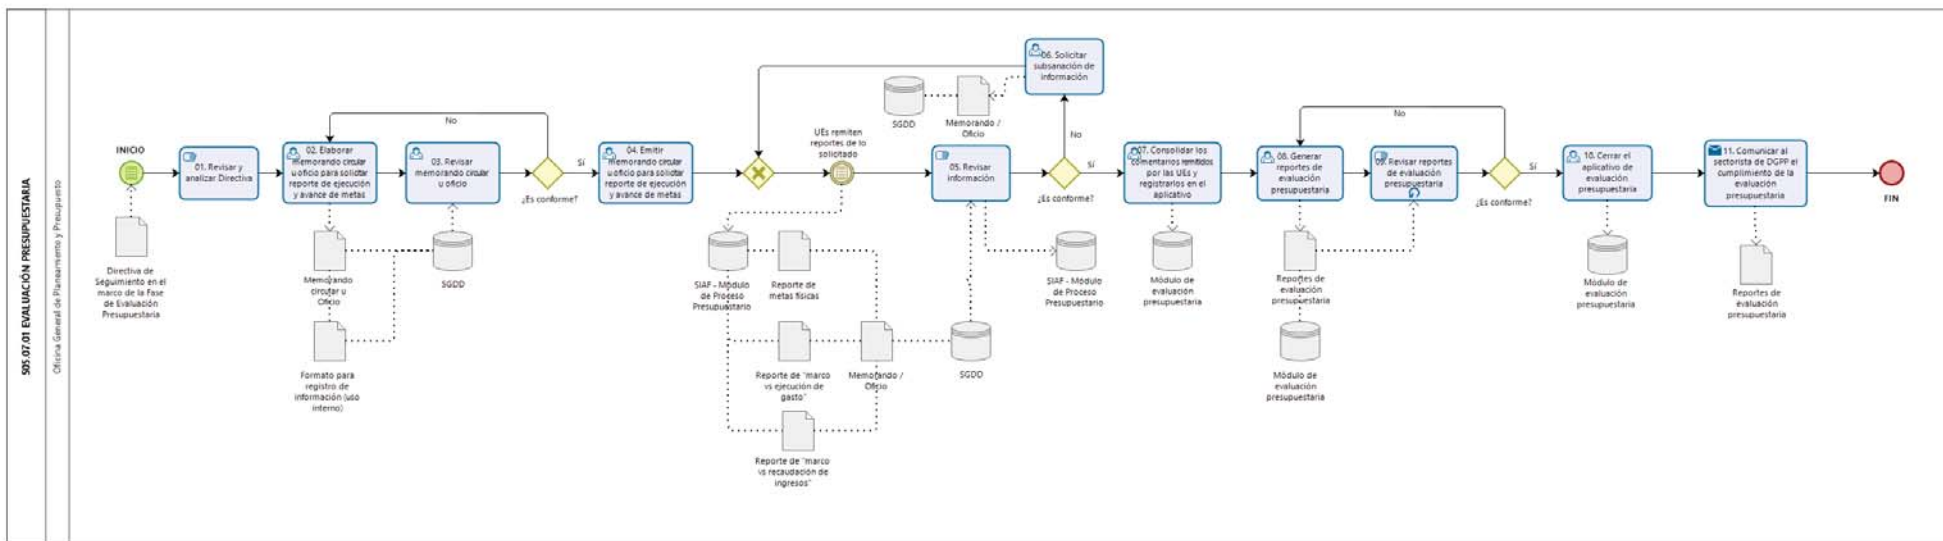 S05.07.01 EVALUACIÓN PRESUPUESTARIA
Oficina General de Planeamiento y Presupuesto
INICIO
Directiva de
Seguimiento en el
marco de la Fase
de Evaluación
Presupuestaria
01. Revisar y
analizar Directiva
02. Elaborar
memorando circular
u oficio para solicitar
reporte de ejecución
y avance de metas
Memorando
circular u
Oficio
Formato para
registro de
información (uso
interno)
03. Revisar
memorando circular
u oficio
SGDD
No
¿Es conforme?
Sí
04. Emitir
memorando circular
u oficio para solicitar
reporte de ejecución
y avance de metas
UEs remiten
reportes de lo
solicitado
SIAF - Módulo
de Proceso
Presupuestario
Reporte de
metas físicas
Reporte de "marco
vs ejecución de
gasto"
Memorando /
Oficio
Reporte de "marco
vs recaudación de
ingresos"
SGDD
05. Revisar
información
SIAF - Módulo
de Proceso
Presupuestario
06. Solicitar
subsanación de
información
SGDD
Memorando /
Oficio
No
¿Es conforme?
Sí
07. Consolidar los
comentarios remitidos
por las UEs y
registrarlos en el
aplicativo
Módulo de
evaluación
presupuestaria
08. Generar
reportes de
evaluación
presupuestaria
Reportes de
evaluación
presupuestaria
Módulo de
evaluación
presupuestaria
09. Revisar reportes
de evaluación
presupuestaria
No
¿Es conforme?
Sí
10. Cerrar el
aplicativo de
evaluación
presupuestaria
Módulo de
evaluación
presupuestaria
11. Comunicar al
sectorista de DGPP el
cumplimiento de la
evaluación
presupuestaria
Reportes de
evaluación
presupuestaria
FIN